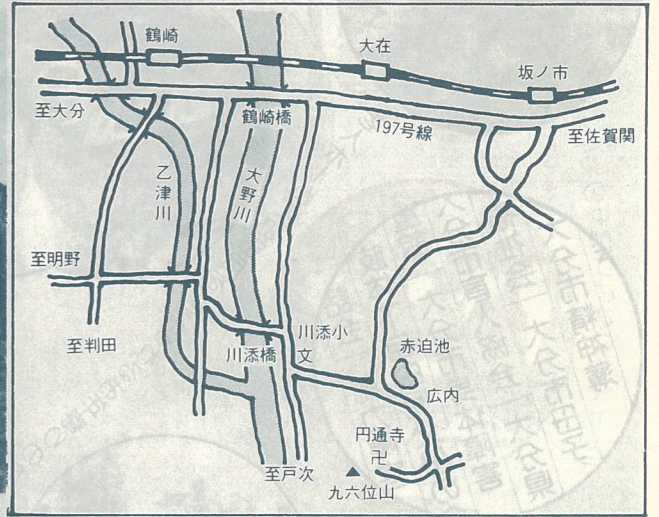 鶴崎
大在
坂ノ市
至大分
鶴崎橋
197号線
至佐賀関
乙津川
大野川
至明野
川添小
文
至判田
川添橋
赤迫池
広内
円通寺
卍
至戸次
九六位山